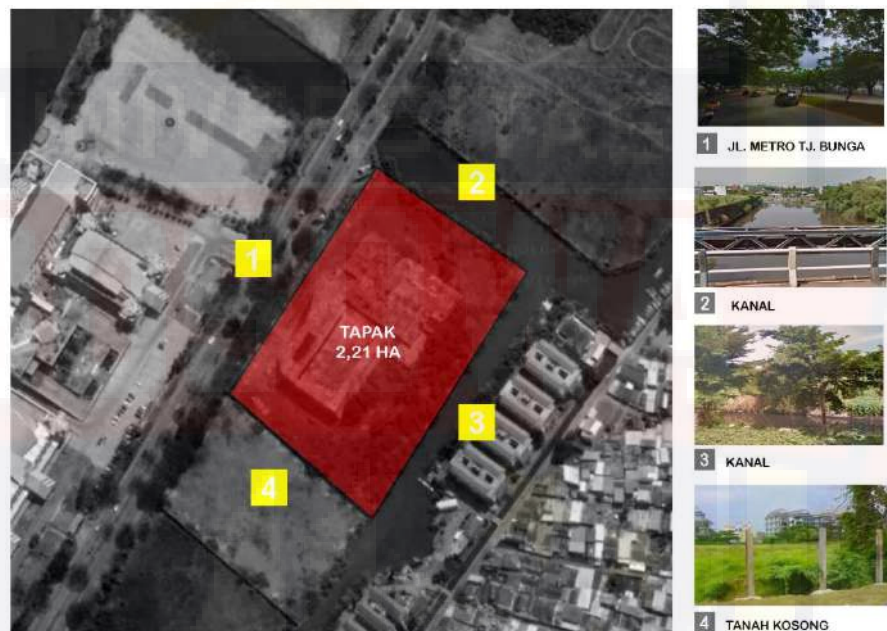 1
2
TAPAK
2,21 HA
3
4
1 JL. METRO TJ. BUNGA
2 KANAL
3 KANAL
4 TANAH KOSONG